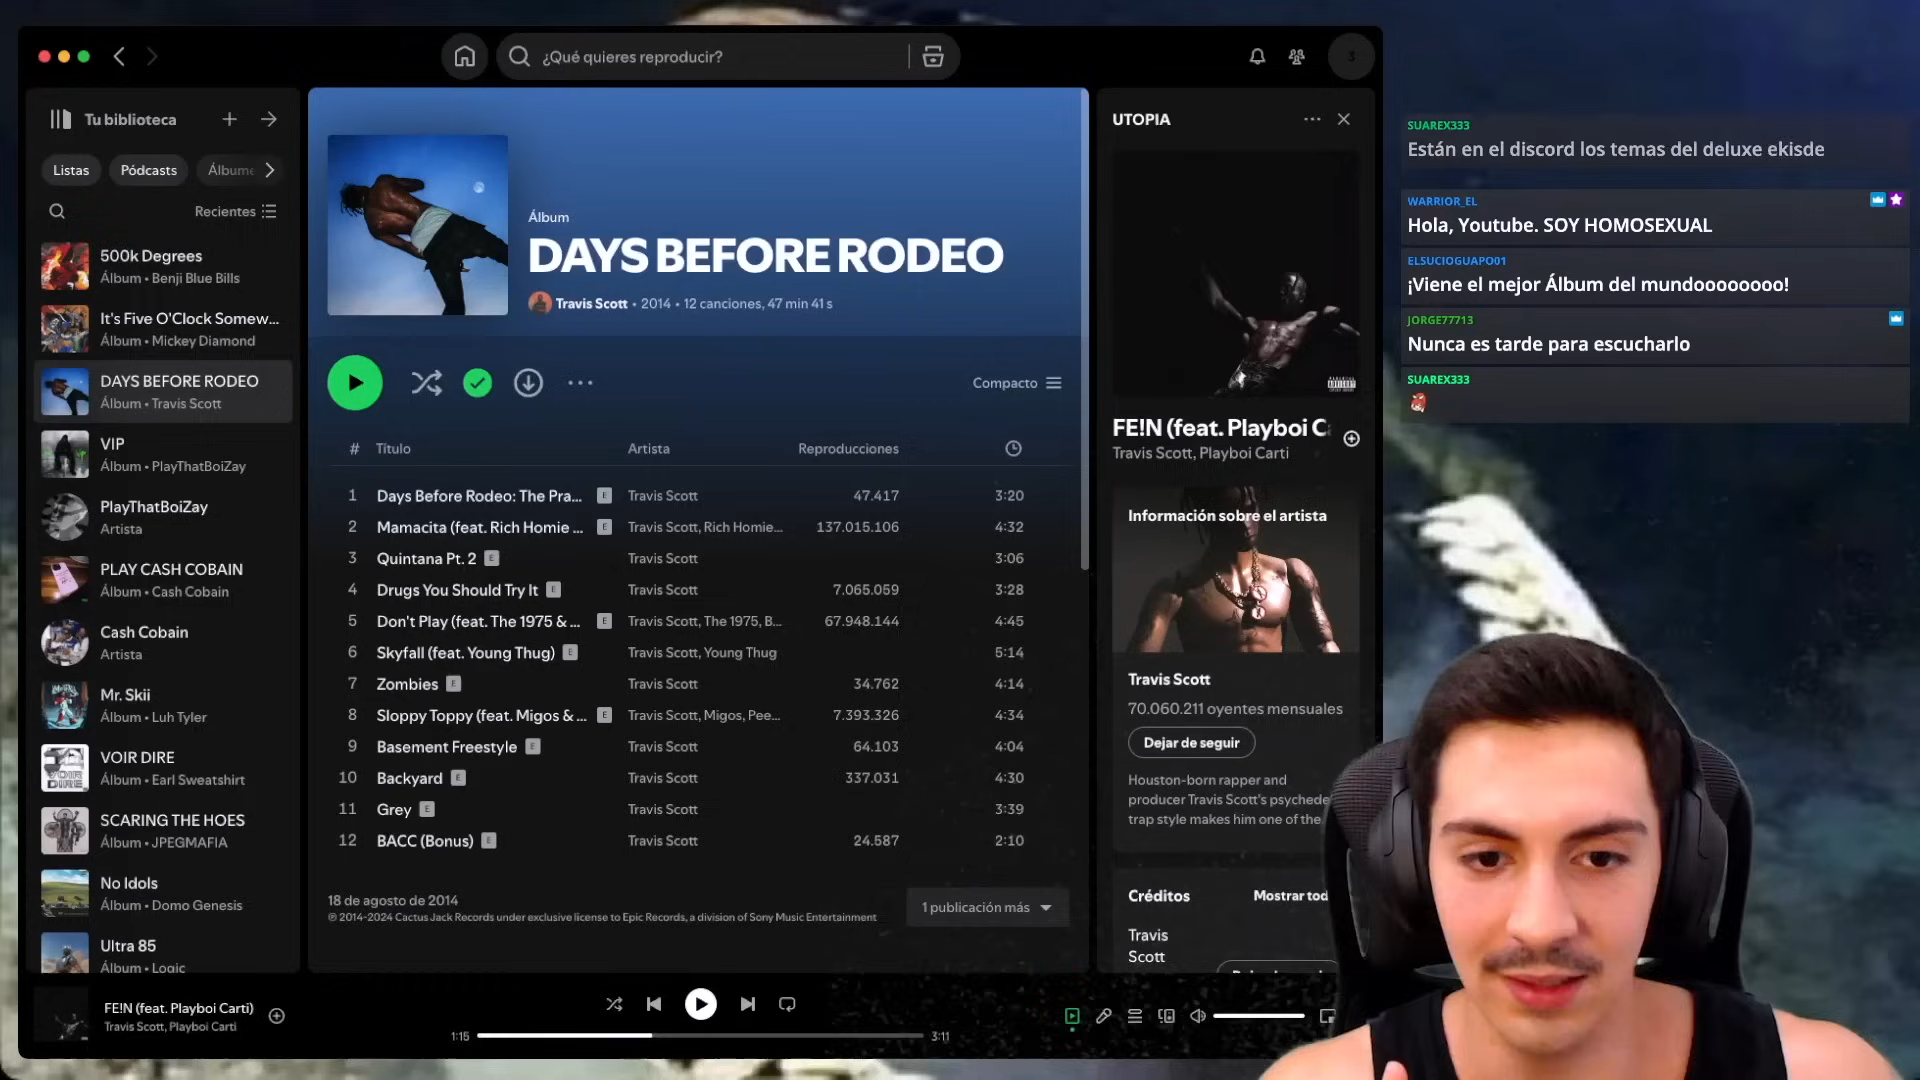 ¿Qué quieres reproducir?
3
Tu biblioteca
Listas
Pódcasts
Álbume
Recientes
500k Degrees
Álbum • Benji Blue Bills
It's Five O'Clock Somew...
Álbum • Mickey Diamond
DAYS BEFORE RODEO
Álbum • Travis Scott
VIP
Álbum • PlayThatBoiZay
PlayThatBoiZay
Artista
PLAY CASH COBAIN
Álbum • Cash Cobain
Cash Cobain
Artista
Mr. Skii
Álbum • Luh Tyler
VOIR DIRE
Álbum • Earl Sweatshirt
SCARING THE HOES
Álbum • JPEGMAFIA
No Idols
Álbum • Domo Genesis
Ultra 85
Álbum • Logic
Álbum
DAYS BEFORE RODEO
Travis Scott • 2014 • 12 canciones, 47 min 41 s
Compacto
# Título Artista Reproducciones
1 Days Before Rodeo: The Pra... E Travis Scott 47.417 3:20
2 Mamacita (feat. Rich Homie ... E Travis Scott, Rich Homie... 137.015.106 4:32
3 Quintana Pt. 2 E Travis Scott 3:06
4 Drugs You Should Try It E Travis Scott 7.065.059 3:28
5 Don't Play (feat. The 1975 & ... E Travis Scott, The 1975, B... 67.948.144 4:45
6 Skyfall (feat. Young Thug) E Travis Scott, Young Thug 5:14
7 Zombies E Travis Scott 34.762 4:14
8 Sloppy Toppy (feat. Migos & ... E Travis Scott, Migos, Pee... 7.393.326 4:34
9 Basement Freestyle E Travis Scott 64.103 4:04
10 Backyard E Travis Scott 337.031 4:30
11 Grey E Travis Scott 3:39
12 BACC (Bonus) E Travis Scott 24.587 2:10
18 de agosto de 2014
℗ 2014-2024 Cactus Jack Records under exclusive license to Epic Records, a division of Sony Music Entertainment
1 publicación más
UTOPIA
FE!N (feat. Playboi C
Travis Scott, Playboi Carti
Información sobre el artista
Travis Scott
70.060.211 oyentes mensuales
Dejar de seguir
Houston-born rapper and
producer Travis Scott's psychede
trap style makes him one of the
Créditos
Mostrar tod
Travis
Scott
FE!N (feat. Playboi Carti)
Travis Scott, Playboi Carti
1:15
3:11
SUAREX333
Están en el discord los temas del deluxe ekisde
WARRIOR_EL
Hola, Youtube. SOY HOMOSEXUAL
ELSUCIOGUAPO01
¡Viene el mejor Álbum del mundoooooooo!
JORGE77713
Nunca es tarde para escucharlo
SUAREX333